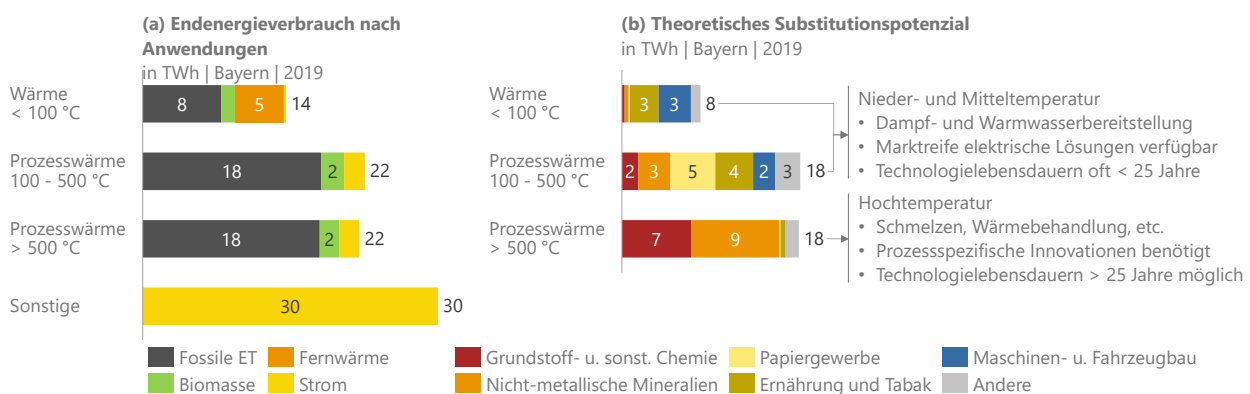 (a) Endenergieverbrauch nach
Anwendungen
in TWh | Bayern | 2019
Wärme
< 100 °C
8
5
14
Prozesswärme
100 - 500 °C
18
2
22
Prozesswärme
> 500 °C
18
2
22
Sonstige
30
30
Fossile ET
Fernwärme
Biomasse
Strom
(b) Theoretisches Substitutionspotenzial
in TWh | Bayern | 2019
Wärme
< 100 °C
3
3
8
Prozesswärme
100 - 500 °C
2
3
5
4
2
3
18
Prozesswärme
> 500 °C
7
9
18
Nieder- und Mitteltemperatur
• Dampf- und Warmwasserbereitstellung
• Marktreife elektrische Lösungen verfügbar
• Technologielebensdauern oft < 25 Jahre
Hochtemperatur
• Schmelzen, Wärmebehandlung, etc.
• Prozessspezifische Innovationen benötigt
• Technologielebensdauern > 25 Jahre möglich
Grundstoff- u. sonst. Chemie
Papiergewerbe
Maschinen- u. Fahrzeugbau
Nicht-metallische Mineralien
Ernährung und Tabak
Andere